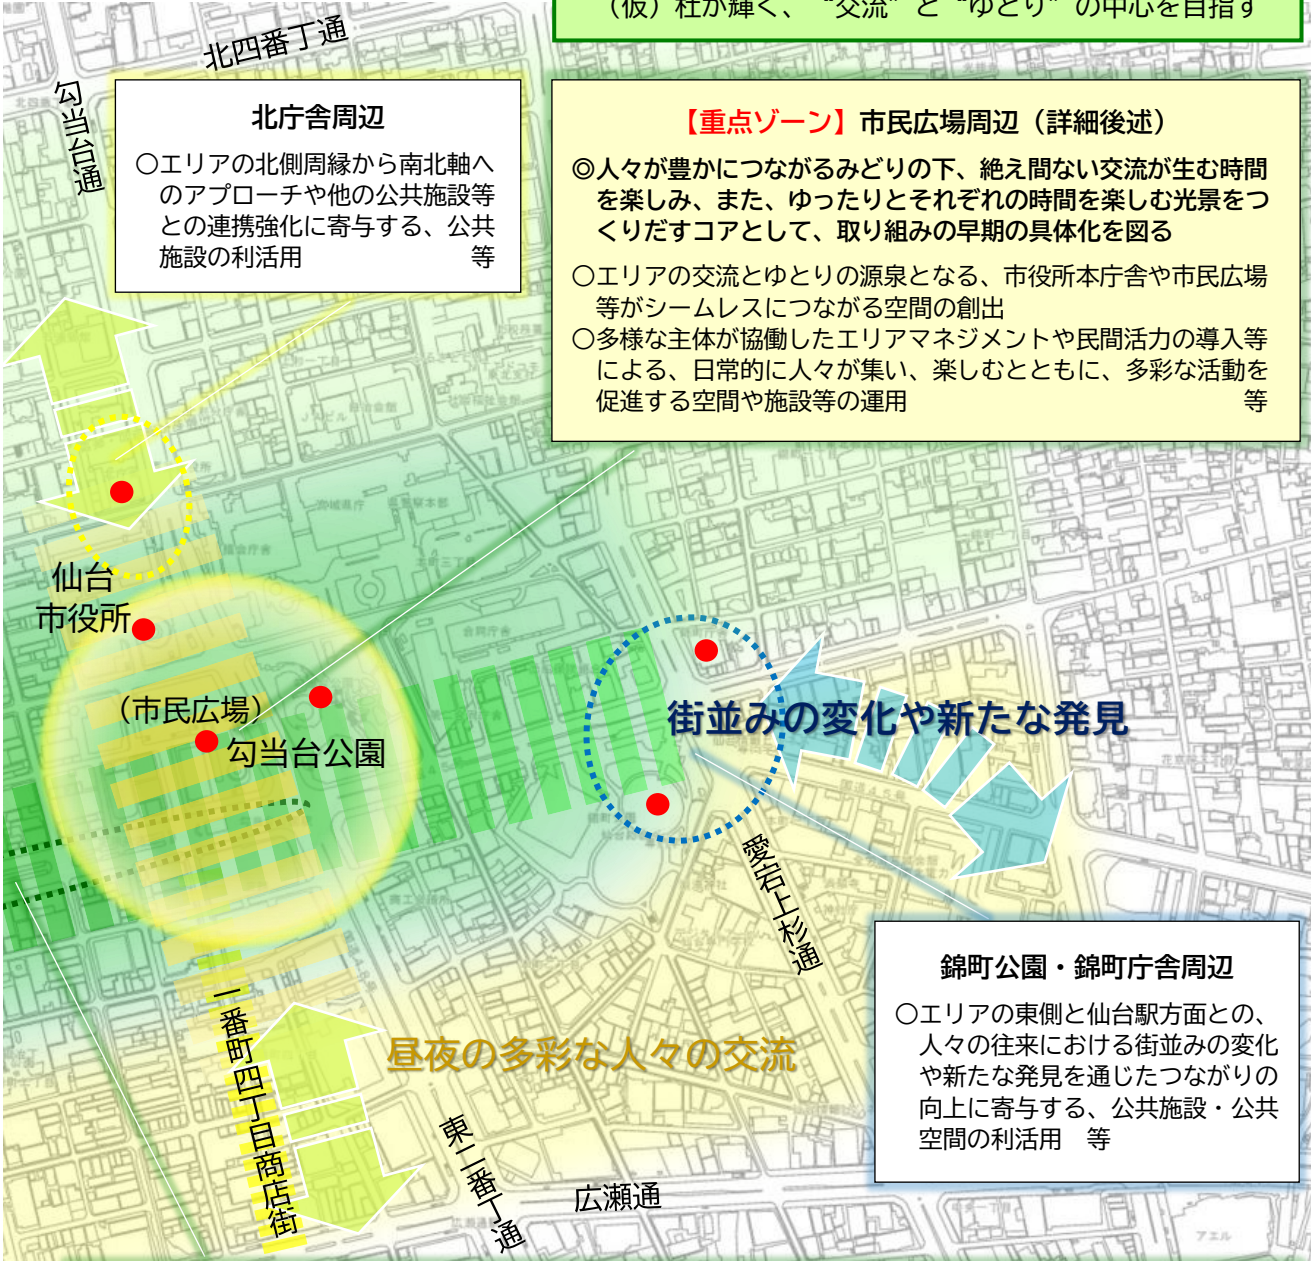 （仮）杜が輝く、“交流”と“ゆとり”の中心を目指す
北四番丁通
勾当台通
北庁舎周辺
○エリアの北側周縁から南北軸へ
のアプローチや他の公共施設等
との連携強化に寄与する、公共
施設の利活用　等
【重点ゾーン】市民広場周辺（詳細後述）
◎人々が豊かにつながるみどりの下、絶え間ない交流が生む時間
を楽しみ、また、ゆったりとそれぞれの時間を楽しむ光景をつ
くりだすコアとして、取り組みの早期の具体化を図る
○エリアの交流とゆとりの源泉となる、市役所本庁舎や市民広場
等がシームレスにつながる空間の創出
○多様な主体が協働したエリアマネジメントや民間活力の導入等
による、日常的に人々が集い、楽しむとともに、多彩な活動を
促進する空間や施設等の運用　等
仙台
市役所
（市民広場）
勾当台公園
街並みの変化や新たな発見
愛宕上杉通
錦町公園・錦町庁舎周辺
○エリアの東側と仙台駅方面との、
人々の往来における街並みの変化
や新たな発見を通じたつながりの
向上に寄与する、公共施設・公共
空間の利活用　等
一番町四丁目商店街
昼夜の多彩な人々の交流
東二番丁通
広瀬通
アエル